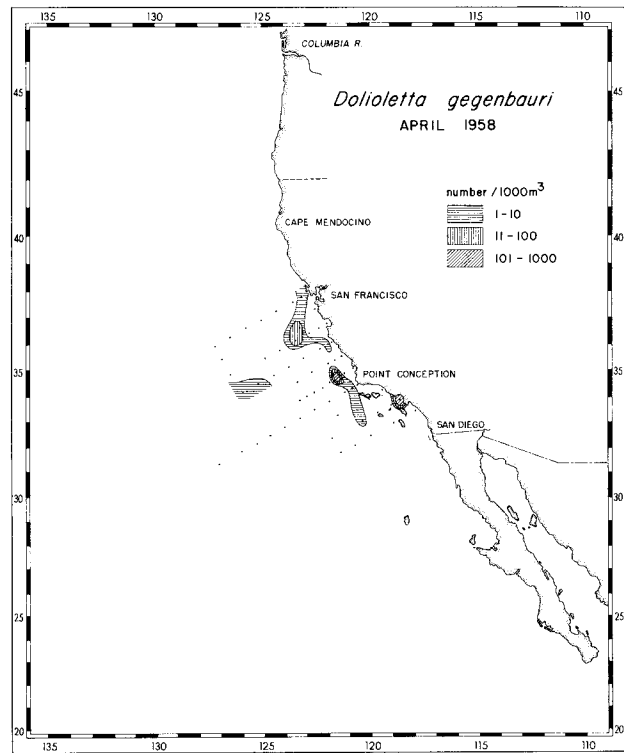 135 130 125 120 115 110
COLUMBIA R.
45 45
Dolioletta gegenbauri
APRIL 1958
number /1000m³
1-10
11-100
101-1000
CAPE MENDOCINO
40 40
SAN FRANCISCO
35 35
POINT CONCEPTION
SAN DIEGO
30 30
25 25
20 20
135 130 125 120 115 110